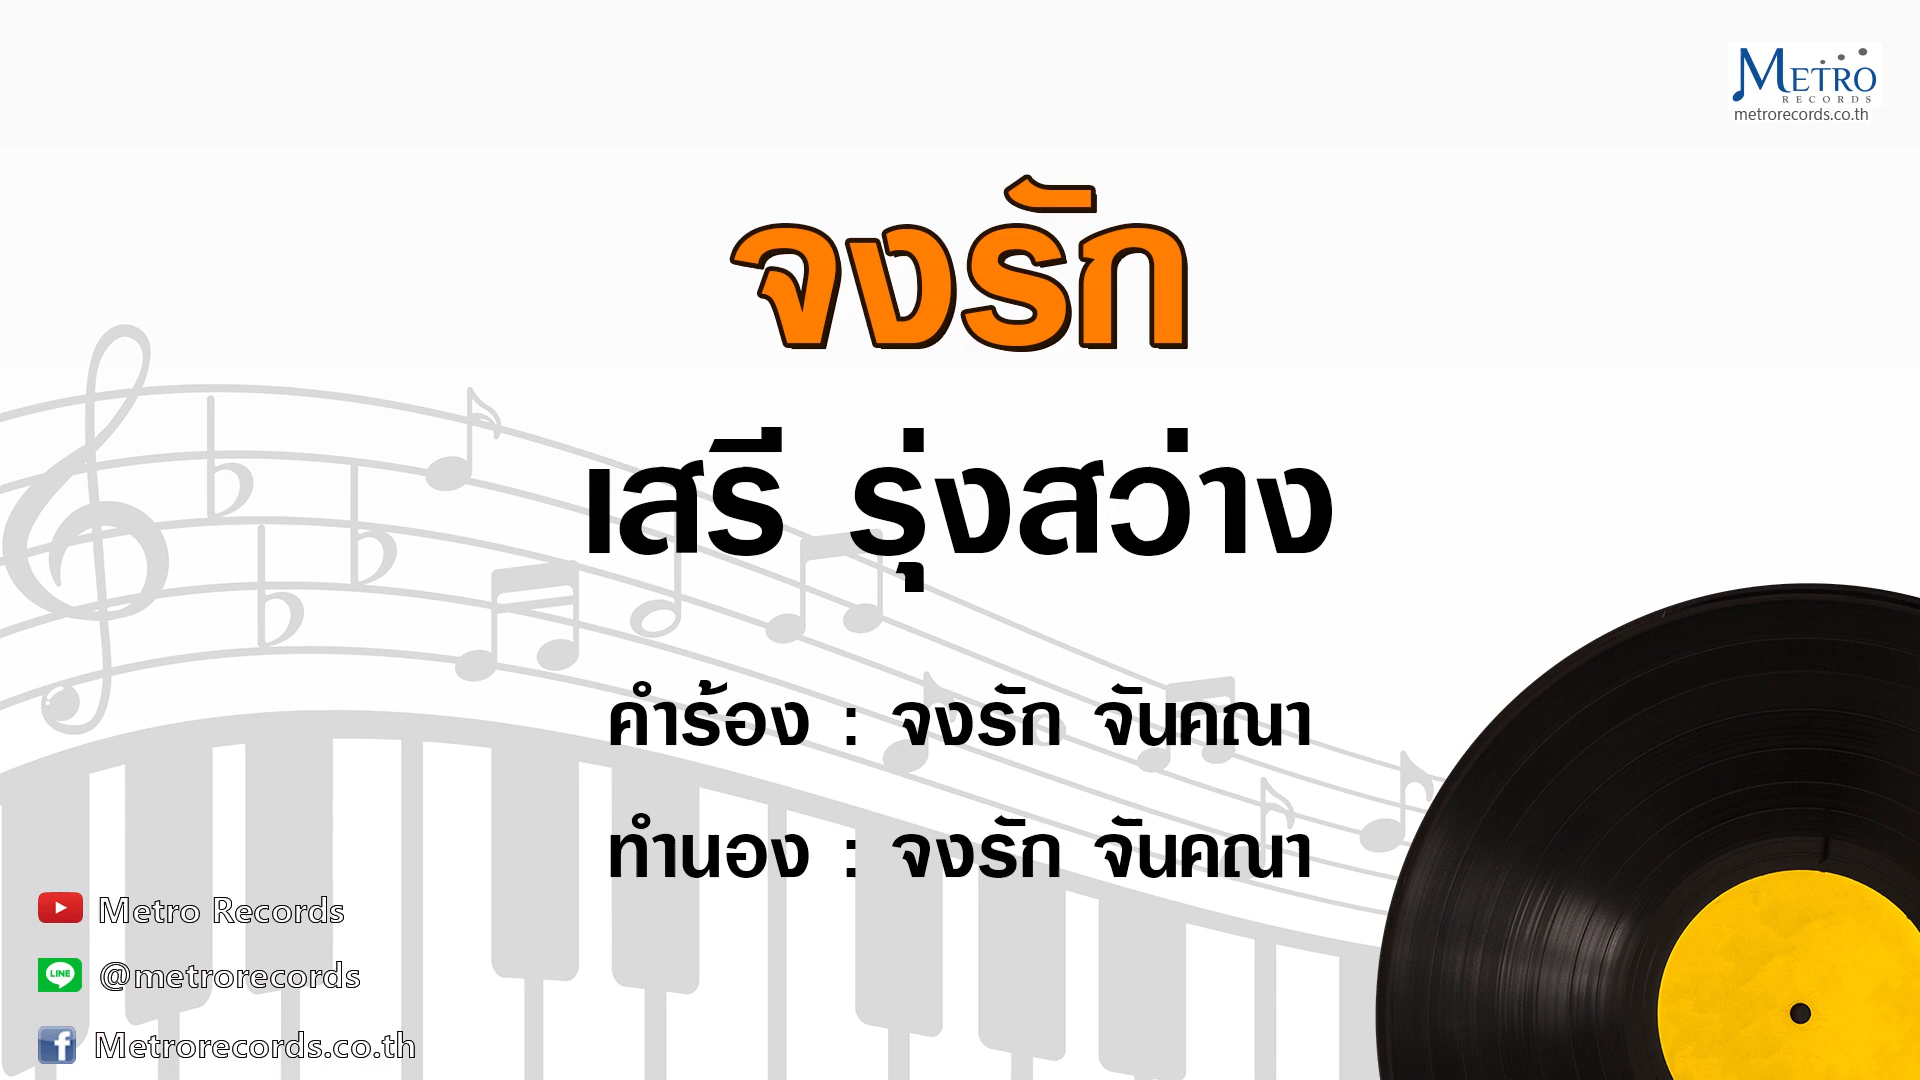 METRO
RECORDS
metrorecords.co.th
จงรัก
เสรี รุ่งสว่าง
คำร้อง : จงรัก จันคณา
ทำนอง : จงรัก จันคณา
Metro Records
LINE
@metrorecords
f
Metrorecords.co.th